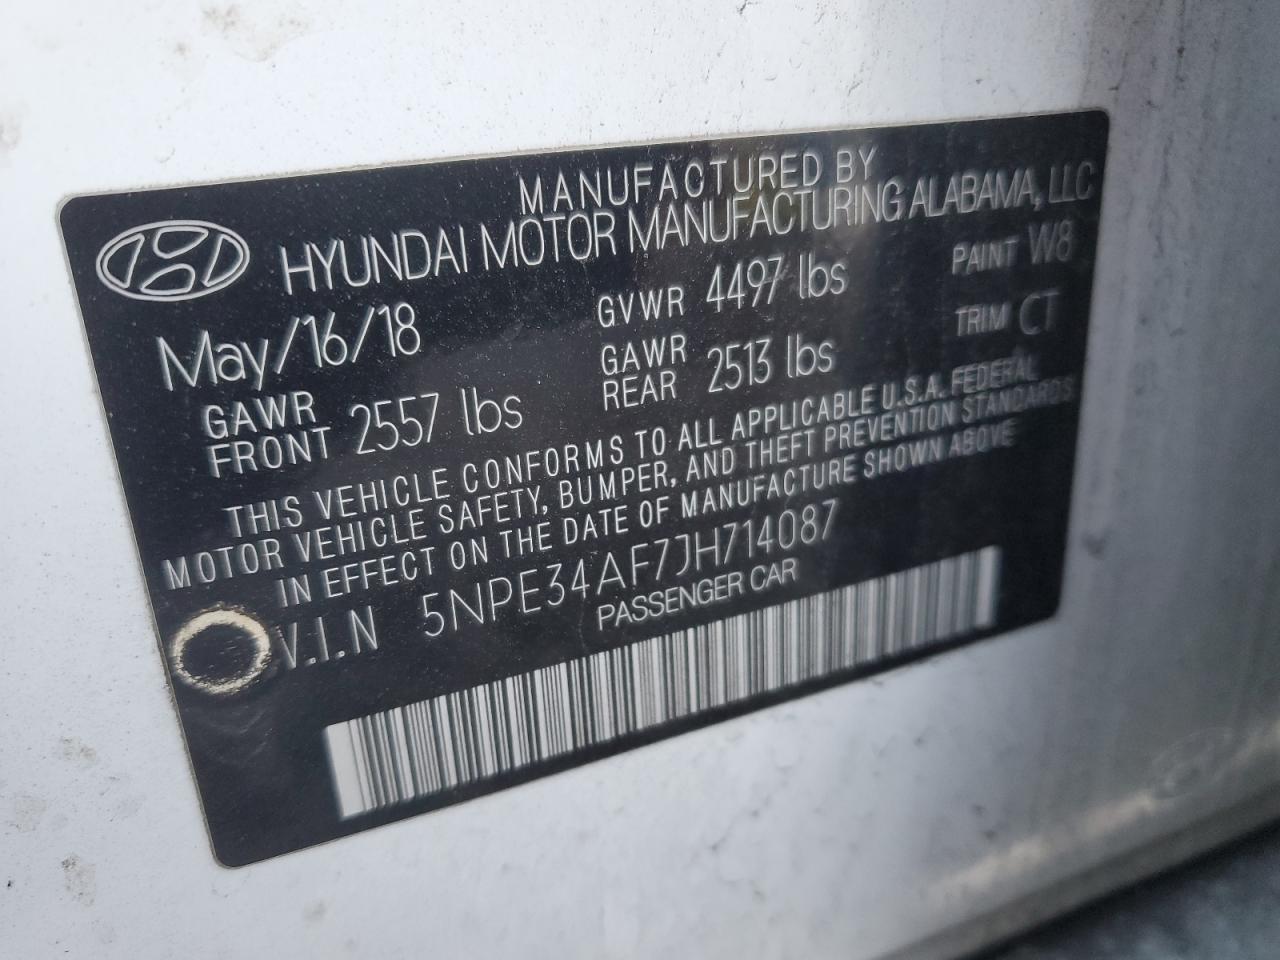 MANUFACTURED BY
HYUNDAI MOTOR MANUFACTURING ALABAMA, LLC
May/16/18 GVWR 4497 lbs PAINT W8
GAWR FRONT 2557 lbs GAWR REAR 2513 lbs TRIM CT
THIS VEHICLE CONFORMS TO ALL APPLICABLE U.S.A. FEDERAL
MOTOR VEHICLE SAFETY, BUMPER, AND THEFT PREVENTION STANDARDS
IN EFFECT ON THE DATE OF MANUFACTURE SHOWN ABOVE
V.I.N 5NPE34AF7JH714087
PASSENGER CAR